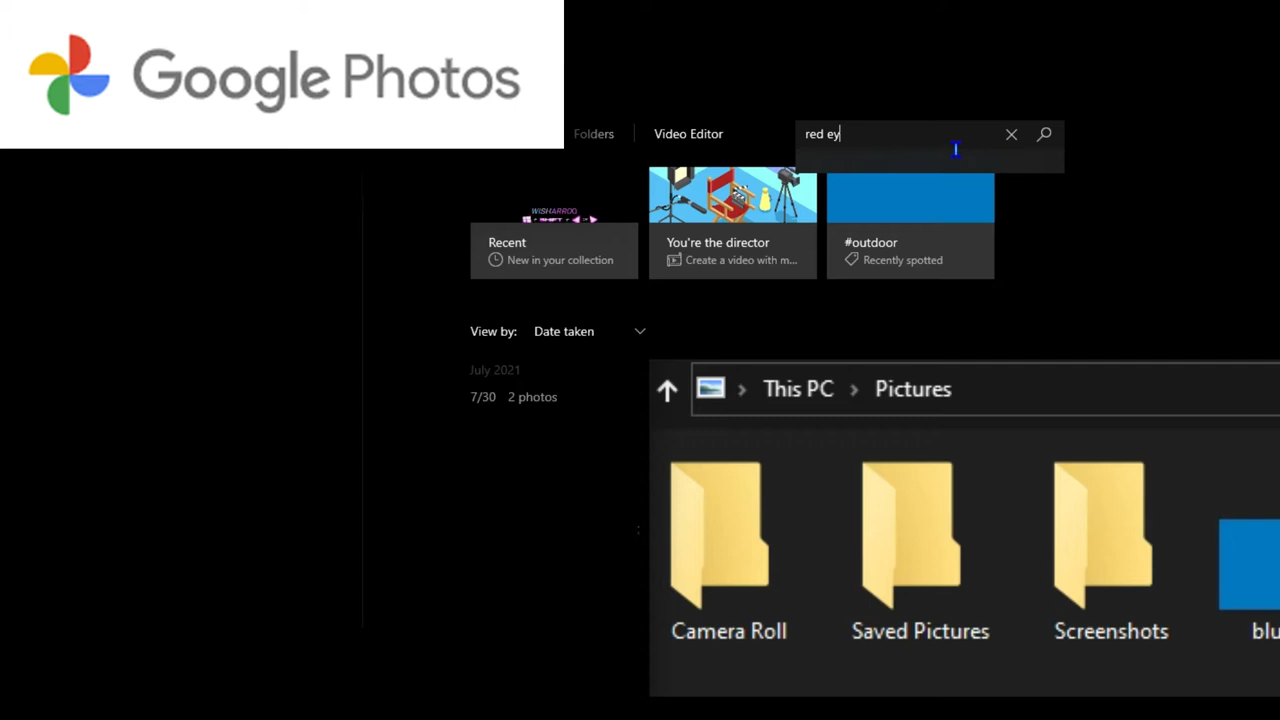 Google Photos
Folders
Video Editor
red ey
WISHARROQ
+ SHIFT +
Recent
New in your collection
You're the director
Create a video with m...
#outdoor
Recently spotted
View by:
Date taken
July 2021
7/30 2 photos
This PC
Pictures
Camera Roll
Saved Pictures
Screenshots
blu